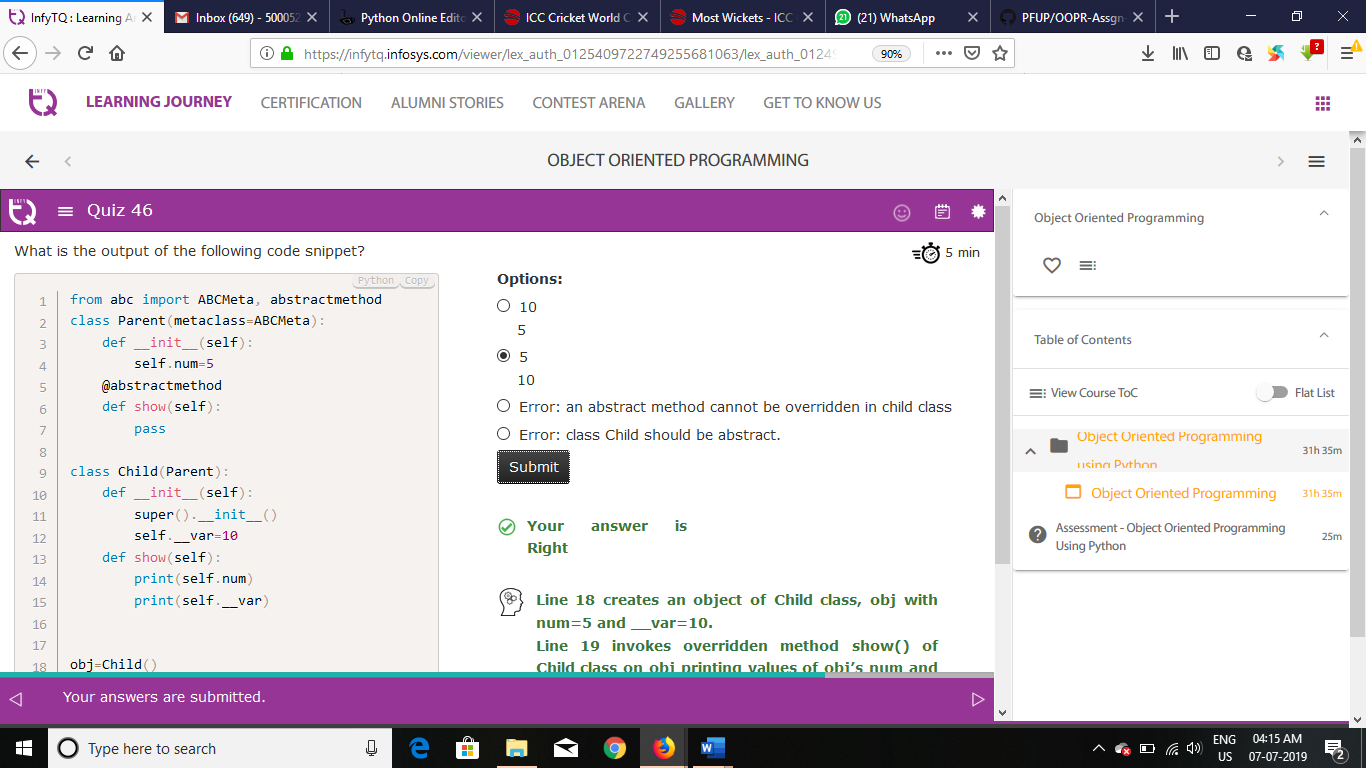 InfyTQ : Learning A
Inbox (649) - 500052
Python Online Edito
ICC Cricket World C
Most Wickets - ICC
(21) WhatsApp
PFUP/OOPR-Assgn
https://infytq.infosys.com/viewer/lex_auth_0125409722749255681063/lex_auth_01249
90%
LEARNING JOURNEY
CERTIFICATION
ALUMNI STORIES
CONTEST ARENA
GALLERY
GET TO KNOW US
OBJECT ORIENTED PROGRAMMING
Quiz 46
What is the output of the following code snippet?
5 min
Python Copy
1 from abc import ABCMeta, abstractmethod
2 class Parent(metaclass=ABCMeta):
3 def __init__(self):
4 self.num=5
5 @abstractmethod
6 def show(self):
7 pass
8
9 class Child(Parent):
10 def __init__(self):
11 super().__init__()
12 self.__var=10
13 def show(self):
14 print(self.num)
15 print(self.__var)
16
17
18 obj=Child()
Options:
10
5
5
10
Error: an abstract method cannot be overridden in child class
Error: class Child should be abstract.
Submit
Your answer is
Right
Line 18 creates an object of Child class, obj with
num=5 and __var=10.
Line 19 invokes overridden method show() of
Child class on obj printing values of obj's num and
Your answers are submitted.
Object Oriented Programming
Table of Contents
View Course ToC
Flat List
Object Oriented Programming
using Python
31h 35m
Object Oriented Programming
31h 35m
Assessment - Object Oriented Programming
Using Python
25m
Type here to search
ENG
US
04:15 AM
07-07-2019
2